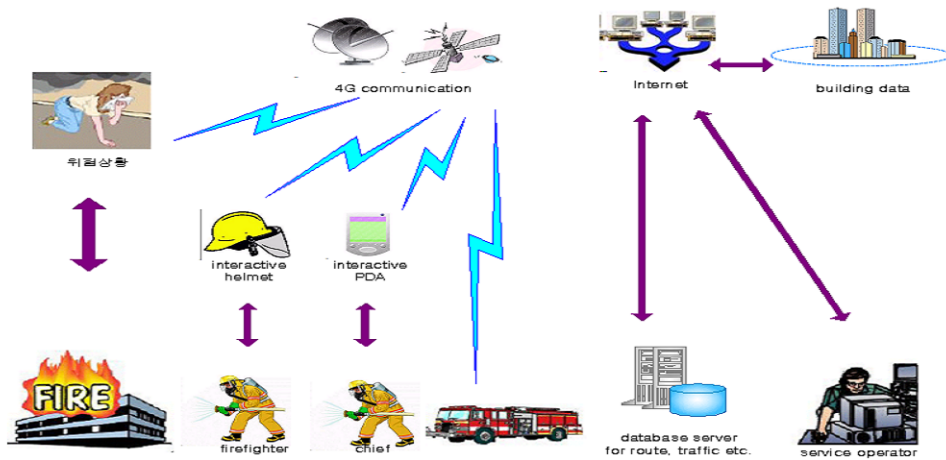 4G communication
Internet
building data
위험상황
interactive
helmet
interactive
PDA
FIRE
firefighter
chief
database server
for route, traffic etc.
service operator